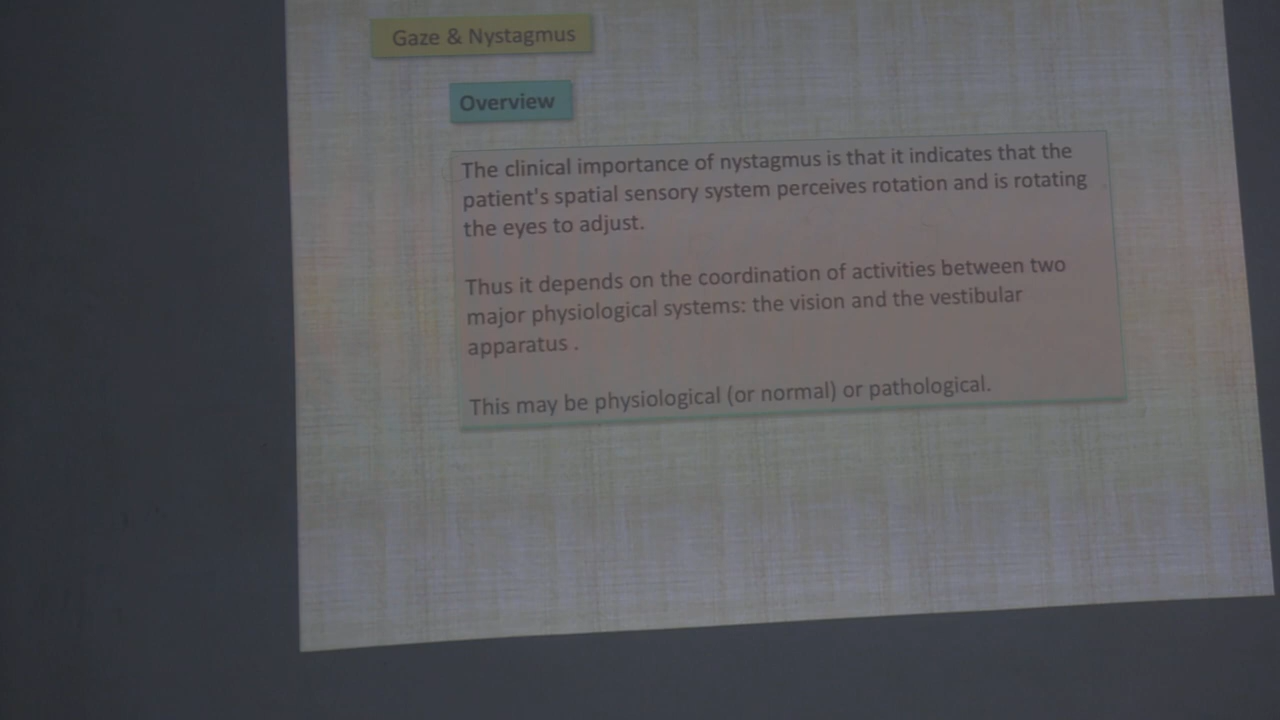 Gaze & Nystagmus
Overview
The clinical importance of nystagmus is that it indicates that the
patient's spatial sensory system perceives rotation and is rotating
the eyes to adjust.
Thus it depends on the coordination of activities between two
major physiological systems: the vision and the vestibular
apparatus .
This may be physiological (or normal) or pathological.